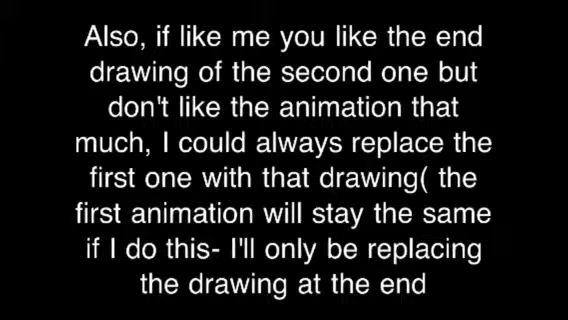 Also, if like me you like the end
drawing of the second one but
don't like the animation that
much, I could always replace the
first one with that drawing( the
first animation will stay the same
if I do this- I'll only be replacing
the drawing at the end